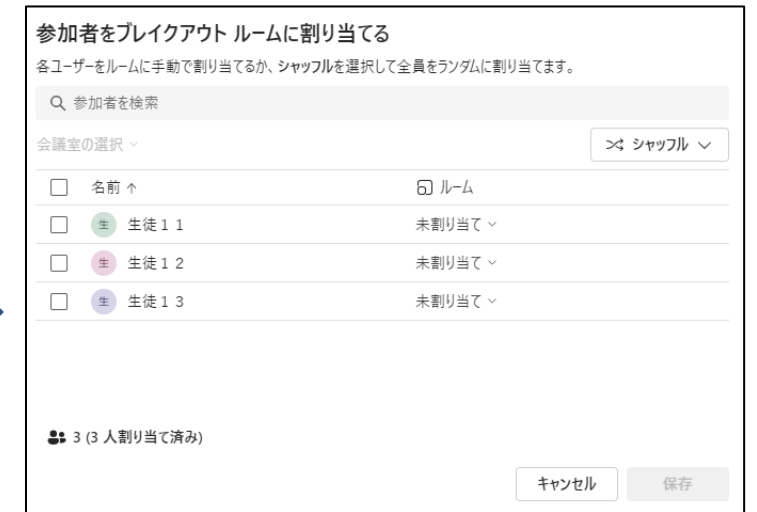 参加者をブレイクアウト ルームに割り当てる
各ユーザーをルームに手動で割り当てるか、シャッフルを選択して全員をランダムに割り当てます。
参加者を検索
会議室の選択
シャッフル
名前 ↑ ルーム
生 生徒１１ 未割り当て
生 生徒１２ 未割り当て
生 生徒１３ 未割り当て
3 (3 人割り当て済み)
キャンセル 保存